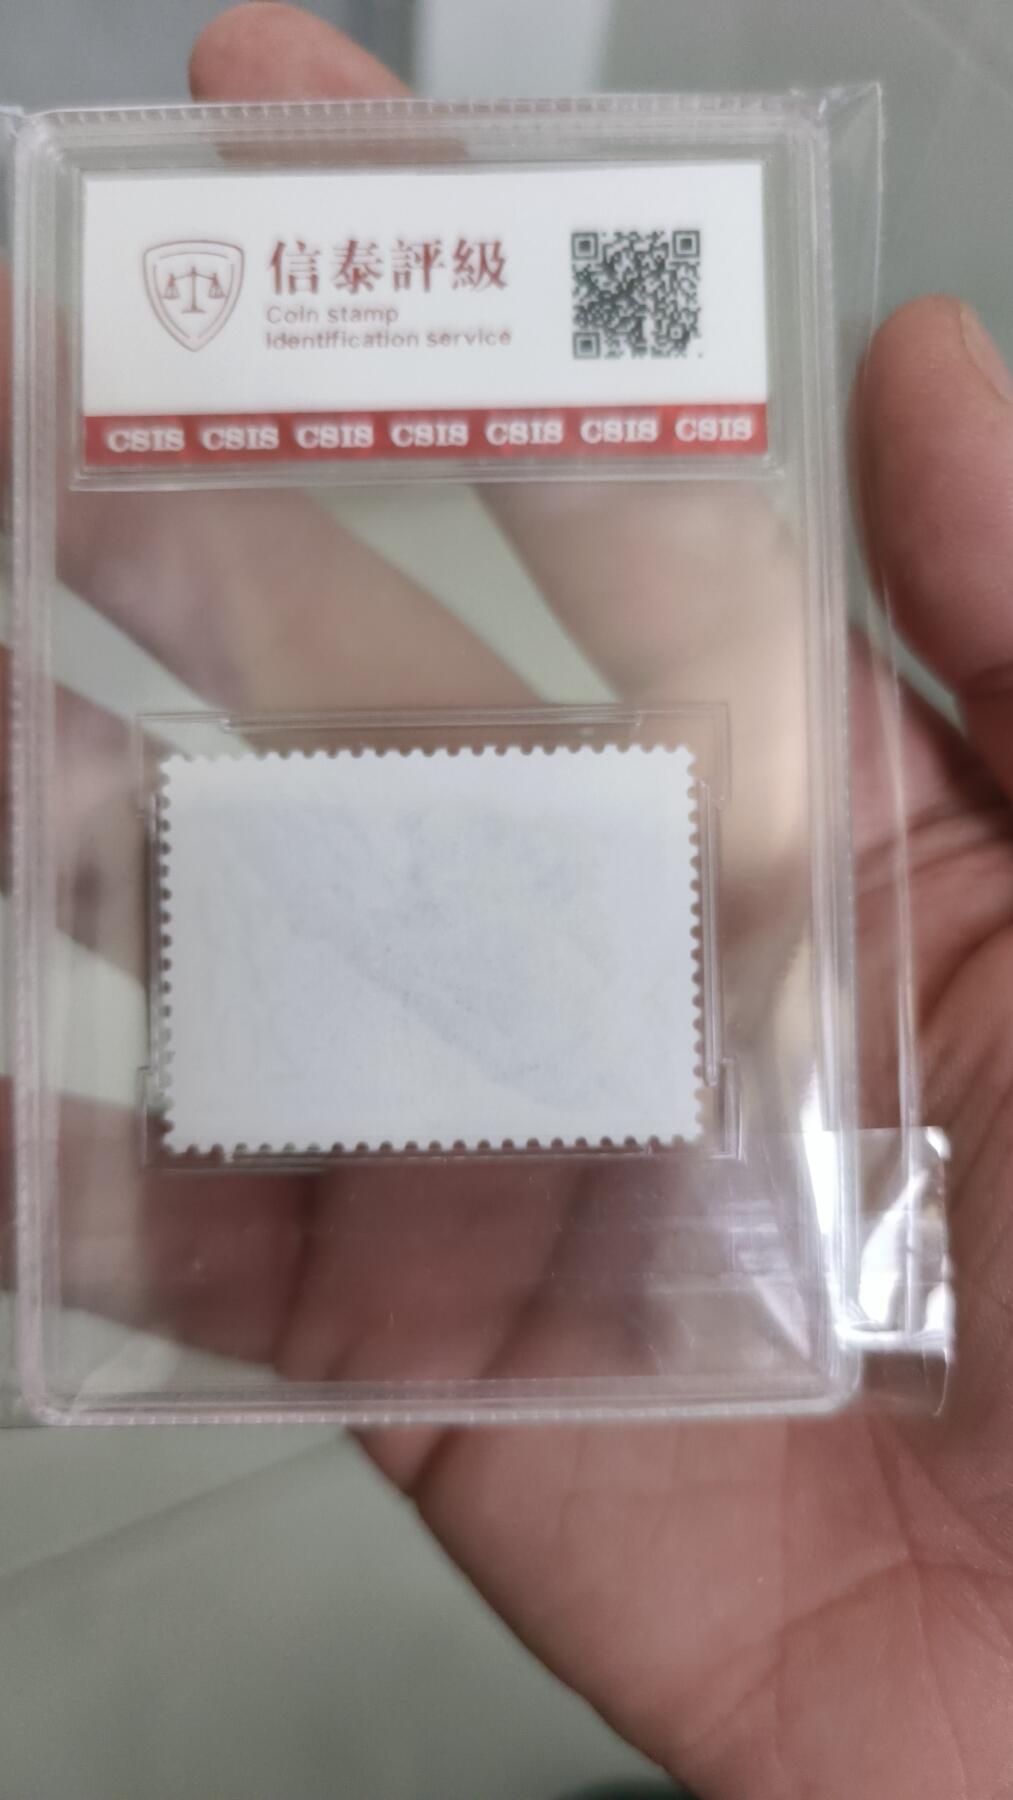 信泰評級
Coin stamp
Identification service
CSIS CSIS CSIS CSIS CSIS CSIS CSIS